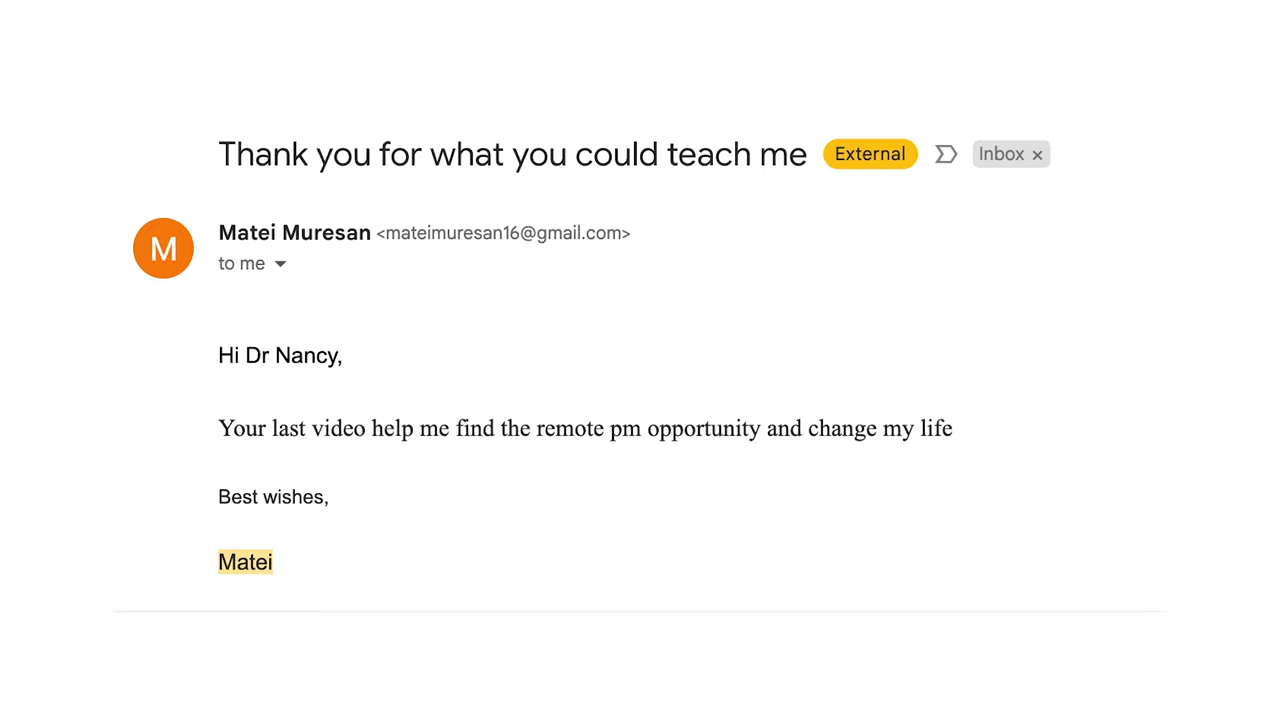 Thank you for what you could teach me External Inbox x
M
Matei Muresan <mateimuresan16@gmail.com>
to me
Hi Dr Nancy,
Your last video help me find the remote pm opportunity and change my life
Best wishes,
Matei